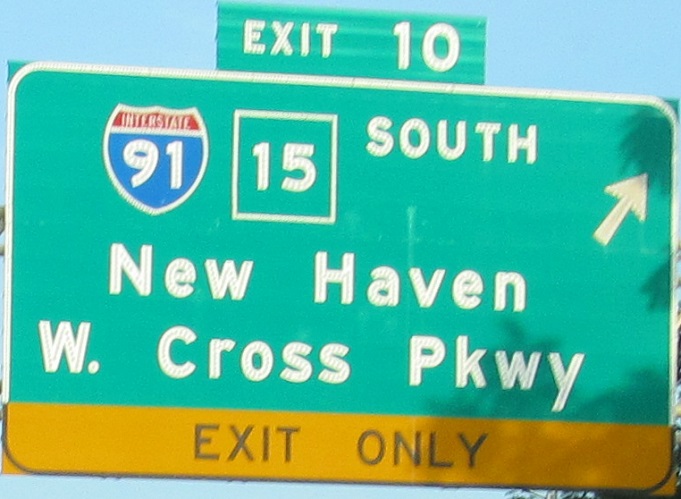 EXIT 10
INTERSTATE
91 15 SOUTH
New Haven
W. Cross Pkwy
EXIT ONLY